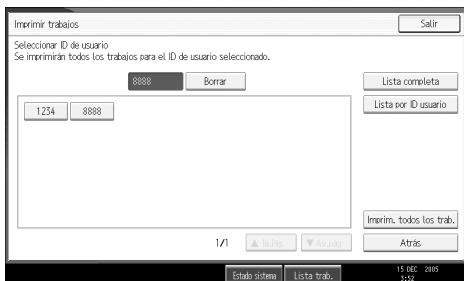 Imprimir trabajos
Salir
Seleccionar ID de usuario
Se imprimirán todos los trabajos para el ID de usuario seleccionado.
8888 Borrar
Lista completa
1234 8888
Lista por ID usuario
Imprim. todos los trab.
1/1 ▲ ▼
Atrás
Estado sistema Lista trab.
15 DEC 2005
3:52